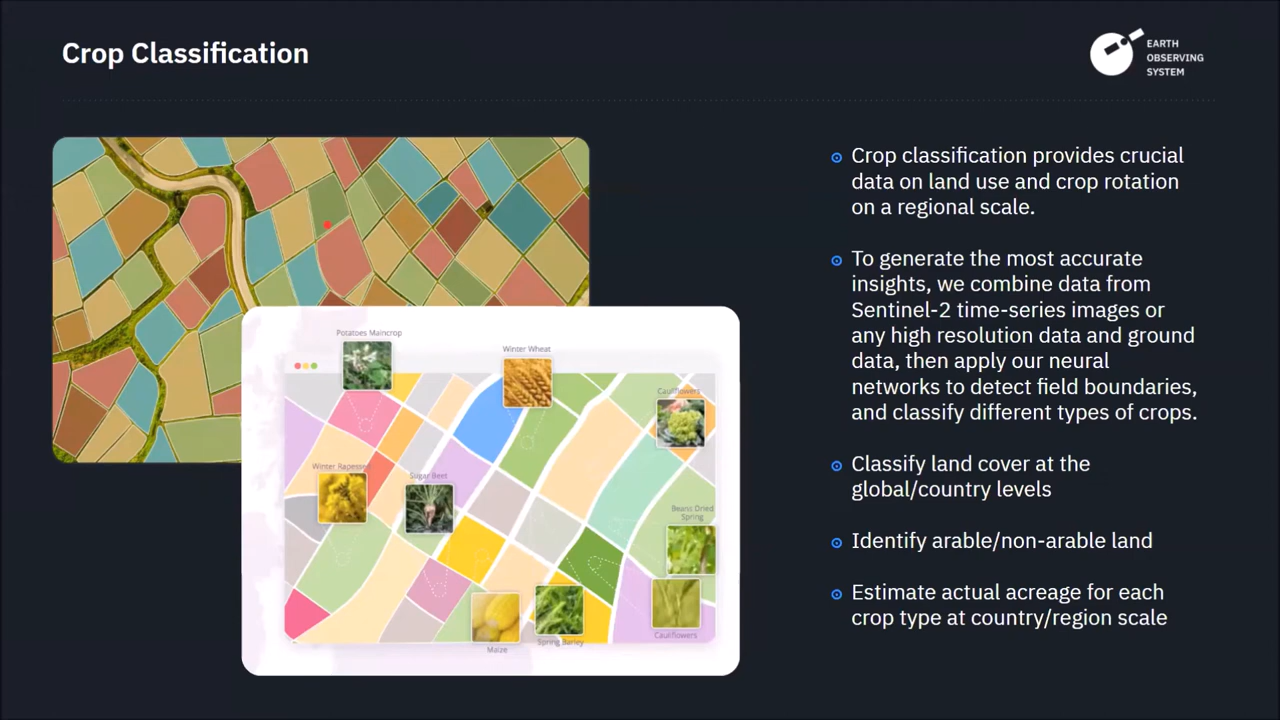 Crop Classification
EARTH
OBSERVING
SYSTEM
Crop classification provides crucial
data on land use and crop rotation
on a regional scale.
To generate the most accurate
insights, we combine data from
Sentinel-2 time-series images or
any high resolution data and ground
data, then apply our neural
networks to detect field boundaries,
and classify different types of crops.
Classify land cover at the
global/country levels
Identify arable/non-arable land
Estimate actual acreage for each
crop type at country/region scale
Potatoes Maincrop
Winter Wheat
Cauliflowers
Winter
Sugar Beet
Dried
Spring
Maize
Spring Barley
Cauliflowers